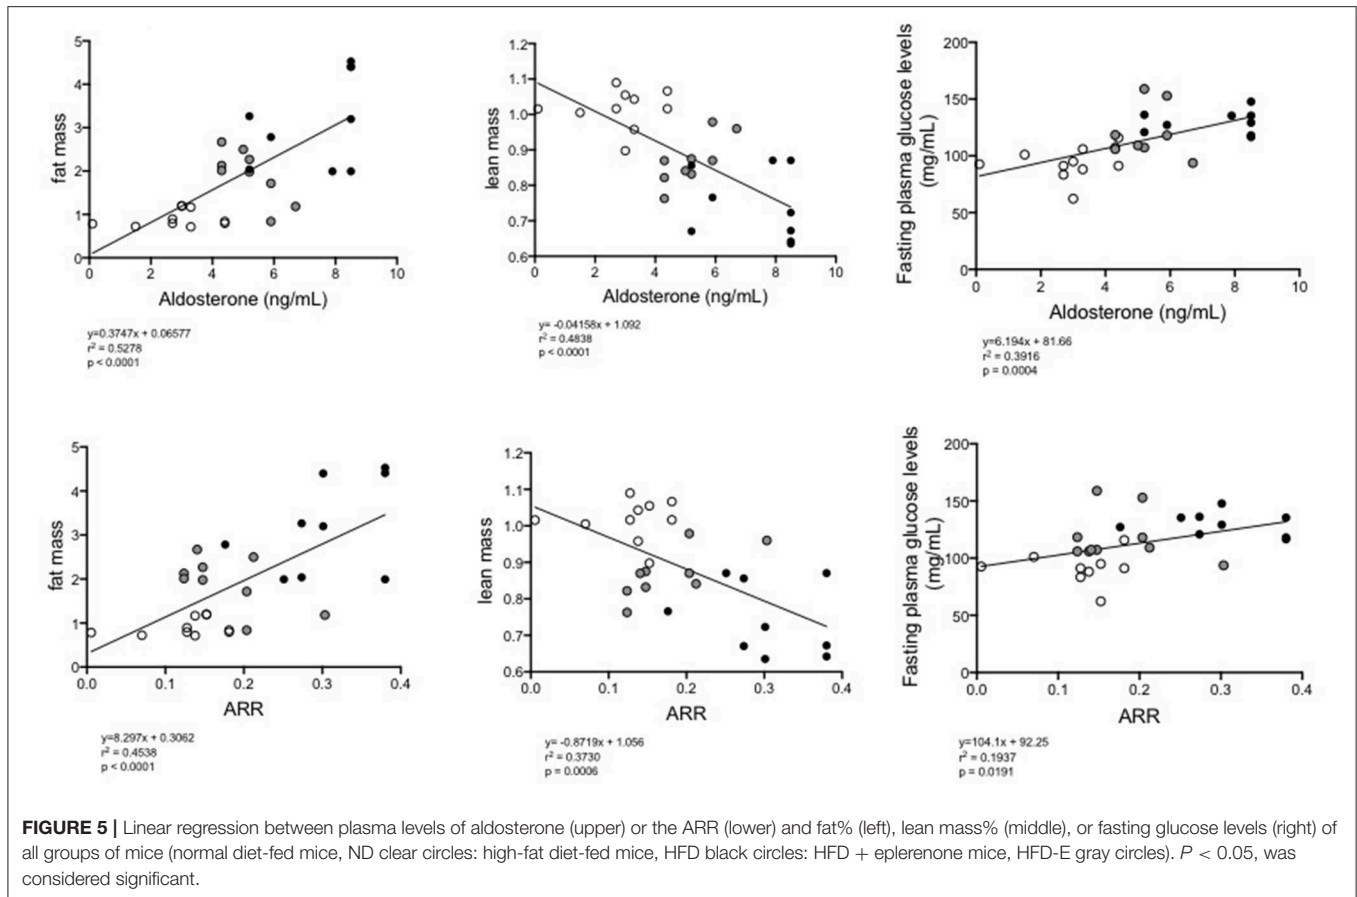 fat mass
5
4
3
2
1
0
0
2
4
6
8
10
Aldosterone (ng/mL)
y=0.3747x + 0.06577
r² = 0.5278
p < 0.0001
lean mass
1.2
1.1
1.0
0.9
0.8
0.7
0.6
0
2
4
6
8
10
Aldosterone (ng/mL)
y= -0.04158x + 1.092
r² = 0.4838
p < 0.0001
Fasting plasma glucose levels
(mg/mL)
200
150
100
50
0
0
2
4
6
8
10
Aldosterone (ng/mL)
y=6.194x + 81.66
r² = 0.3916
p = 0.0004
fat mass
5
4
3
2
1
0
0.0
0.1
0.2
0.3
0.4
ARR
y=8.297x + 0.3062
r² = 0.4538
p < 0.0001
lean mass
1.2
1.1
1.0
0.9
0.8
0.7
0.6
0.0
0.1
0.2
0.3
0.4
ARR
y= -0.8719x + 1.056
r² = 0.3730
p = 0.0006
Fasting plasma glucose levels
(mg/mL)
200
150
100
50
0
0.0
0.1
0.2
0.3
0.4
ARR
y=104.1x + 92.25
r² = 0.1937
p = 0.0191
FIGURE 5 | Linear regression between plasma levels of aldosterone (upper) or the ARR (lower) and fat% (left), lean mass% (middle), or fasting glucose levels (right) of
all groups of mice (normal diet-fed mice, ND clear circles: high-fat diet-fed mice, HFD black circles: HFD + eplerenone mice, HFD-E gray circles). P < 0.05, was
considered significant.